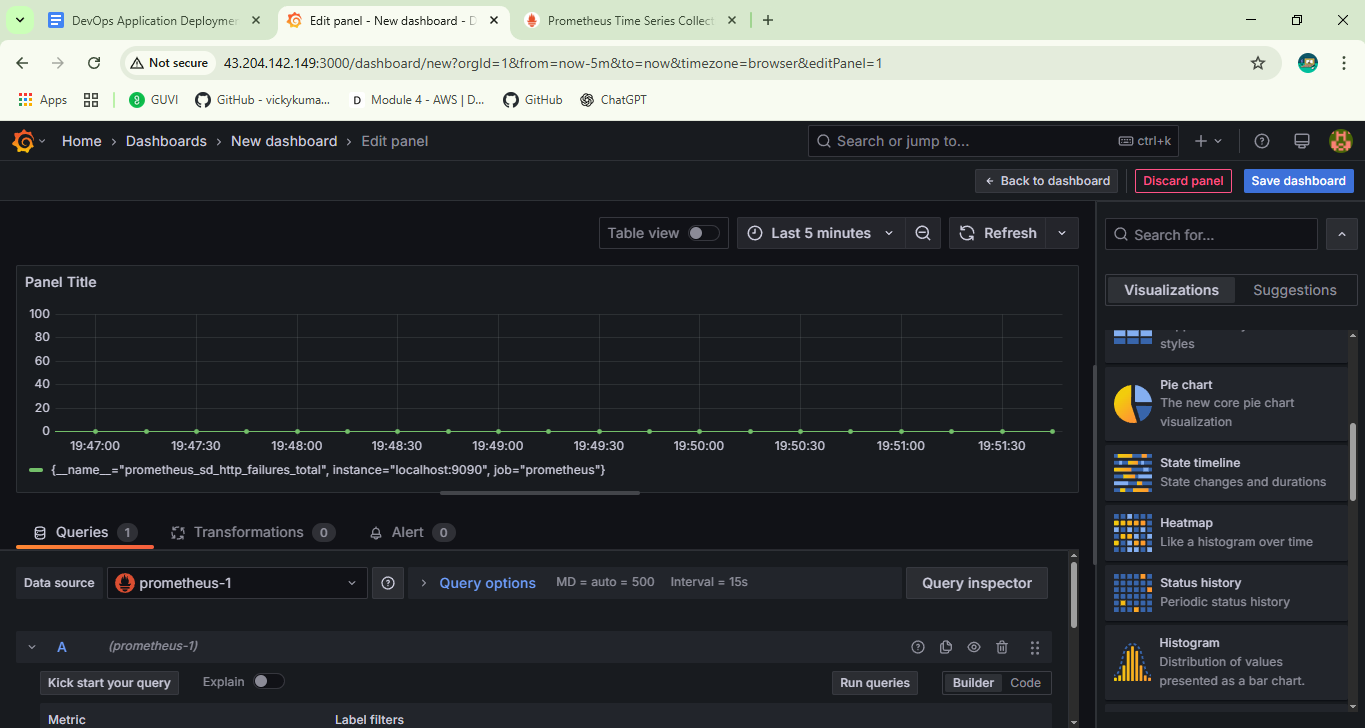 DevOps Application Deploymer
Edit panel - New dashboard - D
Prometheus Time Series Collect
Not secure
43.204.142.149:3000/dashboard/new?orgId=1&from=now-5m&to=now&timezone=browser&editPanel=1
Apps
GUVI
GitHub - vickykuma...
D Module 4 - AWS | D...
GitHub
ChatGPT
Home › Dashboards › New dashboard › Edit panel
Search or jump to...
ctrl+k
Back to dashboard
Discard panel
Save dashboard
Table view
Last 5 minutes
Refresh
Search for...
Panel Title
Visualizations
Suggestions
100
80
60
40
20
0
19:47:00 19:47:30 19:48:00 19:48:30 19:49:00 19:49:30 19:50:00 19:50:30 19:51:00 19:51:30
{__name__="prometheus_sd_http_failures_total", instance="localhost:9090", job="prometheus"}
styles
Pie chart
The new core pie chart
visualization
State timeline
State changes and durations
Heatmap
Like a histogram over time
Status history
Periodic status history
Histogram
Distribution of values
presented as a bar chart.
Queries 1
Transformations 0
Alert 0
Data source
prometheus-1
Query options
MD = auto = 500
Interval = 15s
Query inspector
A
(prometheus-1)
Kick start your query
Explain
Run queries
Builder
Code
Metric
Label filters